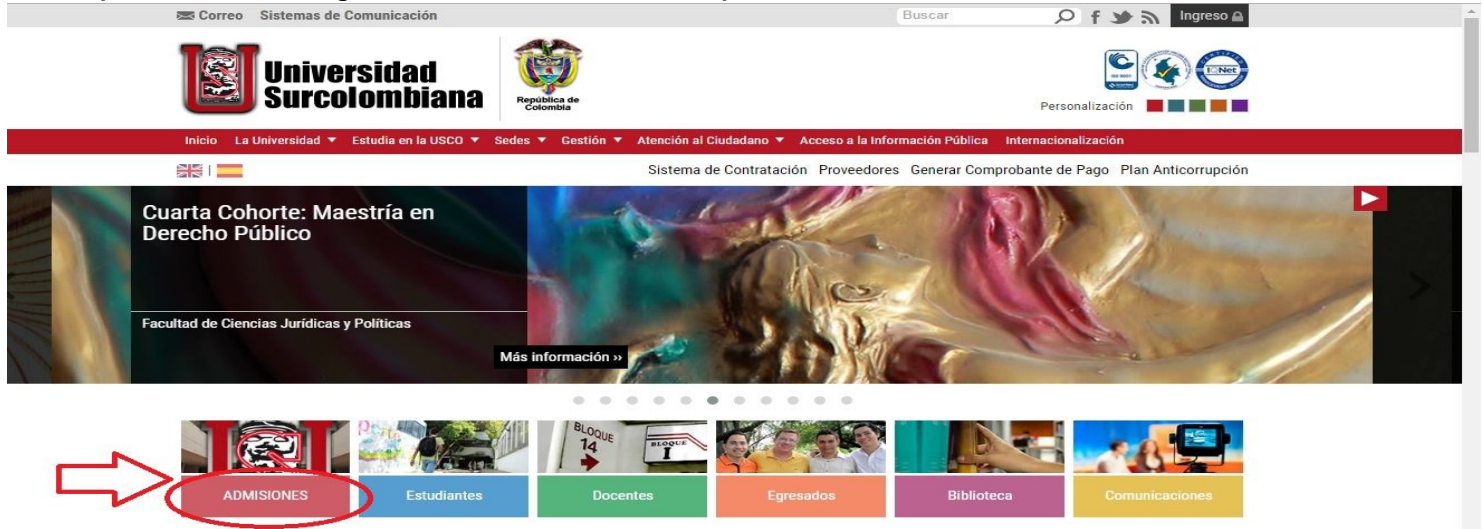 Correo Sistemas de Comunicación Buscar Ingreso
Universidad
Surcolombiana
República de
Colombia
IQNet
Personalización
Inicio La Universidad Estudia en la USCO Sedes Gestión Atención al Ciudadano Acceso a la Información Pública Internacionalización
Sistema de Contratación Proveedores Generar Comprobante de Pago Plan Anticorrupción
Cuarta Cohorte: Maestría en
Derecho Público
Facultad de Ciencias Jurídicas y Políticas
Más información ››
BLOQUE
14
BLOQUE
I
ADMISIONES Estudiantes Docentes Egresados Biblioteca Comunicaciones